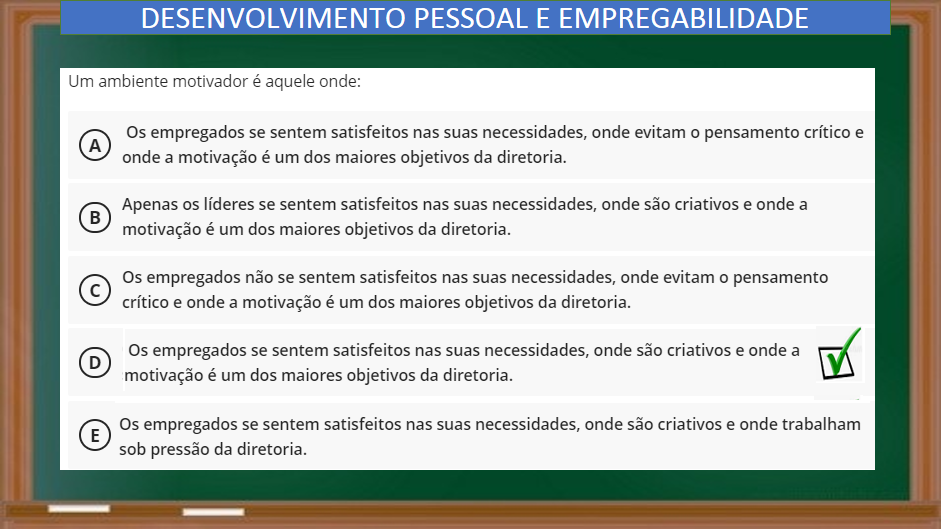 DESENVOLVIMENTO PESSOAL E EMPREGABILIDADE
Um ambiente motivador é aquele onde:
A
Os empregados se sentem satisfeitos nas suas necessidades, onde evitam o pensamento crítico e
onde a motivação é um dos maiores objetivos da diretoria.
B
Apenas os líderes se sentem satisfeitos nas suas necessidades, onde são criativos e onde a
motivação é um dos maiores objetivos da diretoria.
C
Os empregados não se sentem satisfeitos nas suas necessidades, onde evitam o pensamento
crítico e onde a motivação é um dos maiores objetivos da diretoria.
D
Os empregados se sentem satisfeitos nas suas necessidades, onde são criativos e onde a
motivação é um dos maiores objetivos da diretoria.
E
Os empregados se sentem satisfeitos nas suas necessidades, onde são criativos e onde trabalham
sob pressão da diretoria.